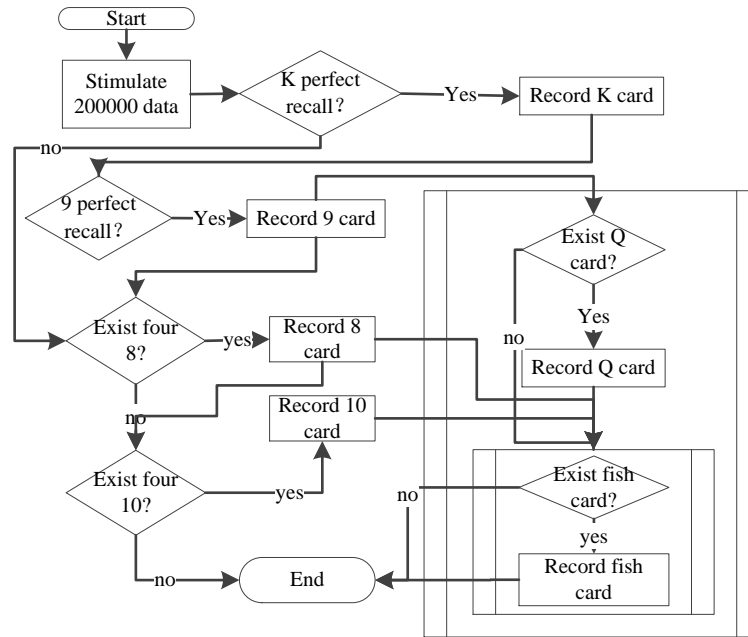 Start
Stimulate
200000 data
K perfect
recall?
Yes
Record K card
no
9 perfect
recall?
Yes
Record 9 card
Exist Q
card?
Yes
no
Record Q card
Exist four
8?
yes
Record 8
card
no
Record 10
card
Exist four
10?
yes
no
Exist fish
card?
no
yes
Record fish
card
End